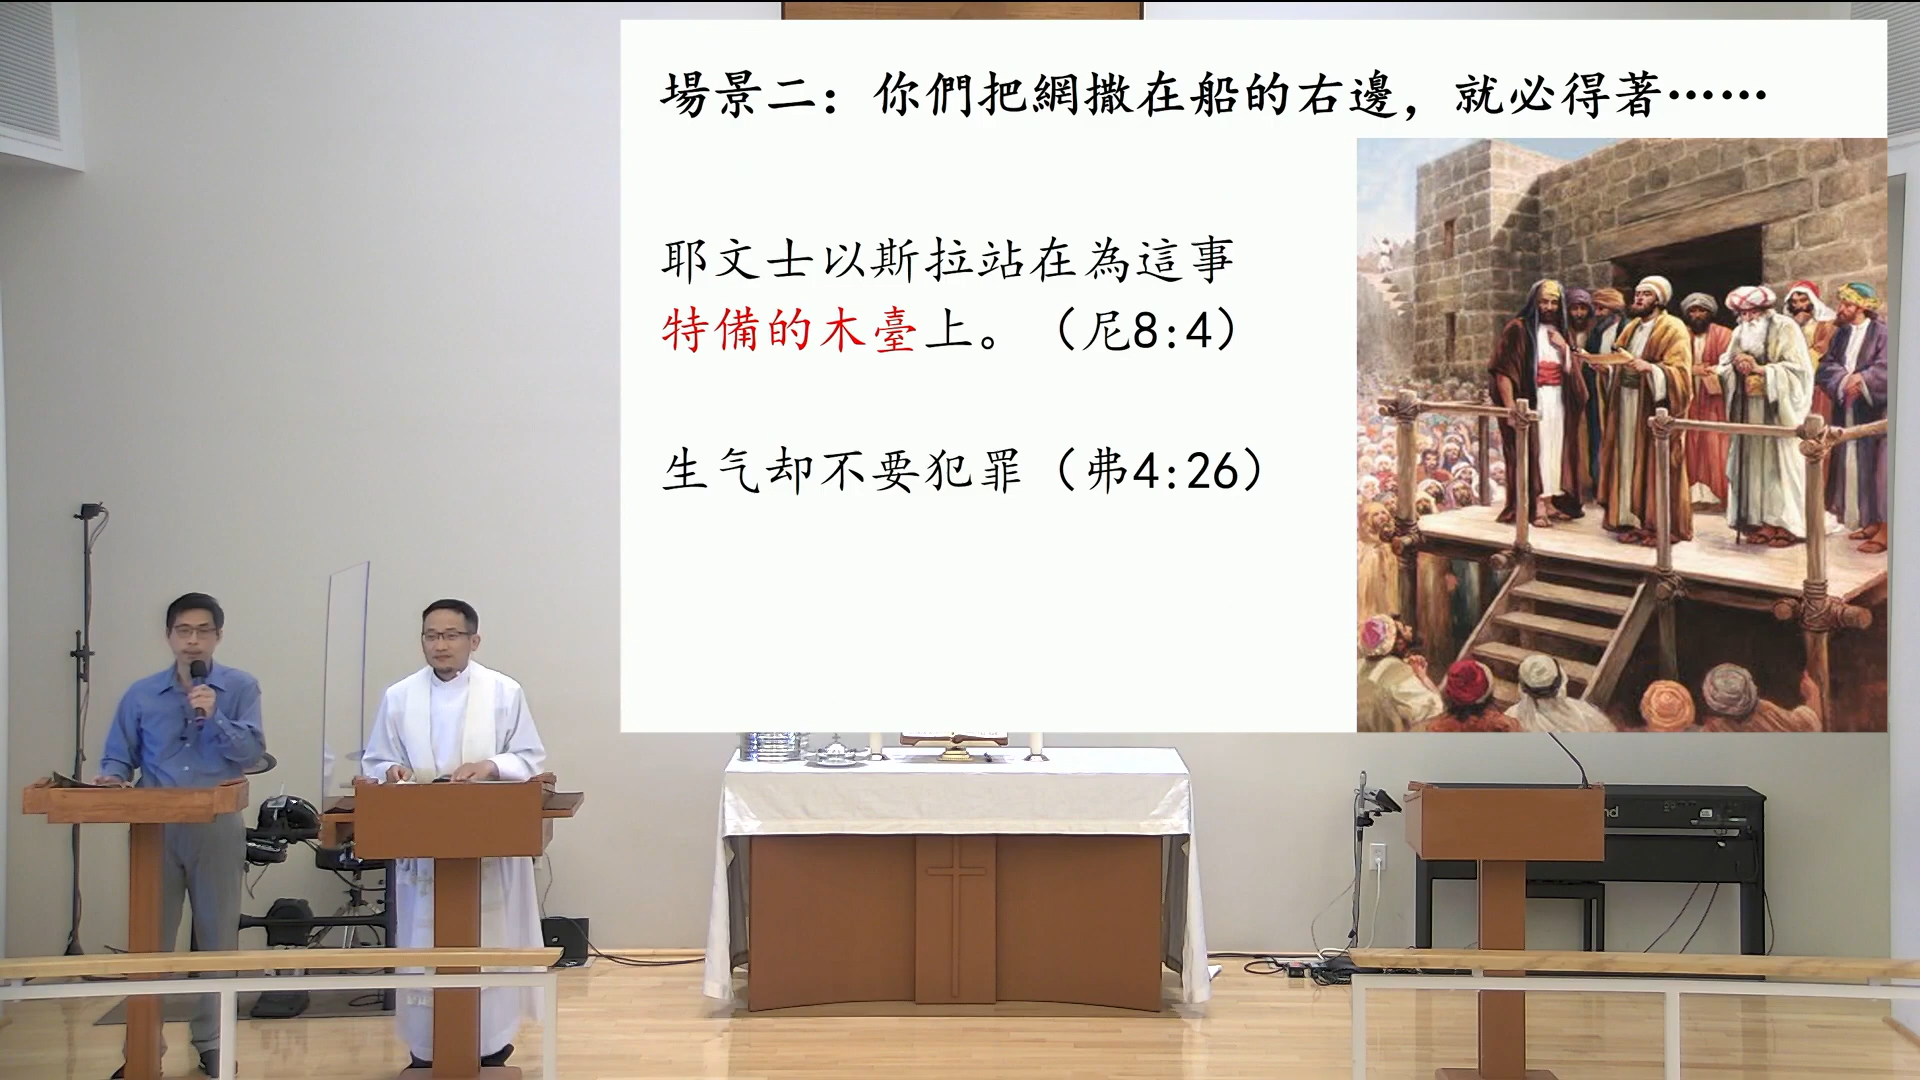 場景二：你們把網撒在船的右邊，就必得著……
耶文士以斯拉站在為這事
特備的木臺上。（尼8:4）
生气却不要犯罪（弗4:26）
nd